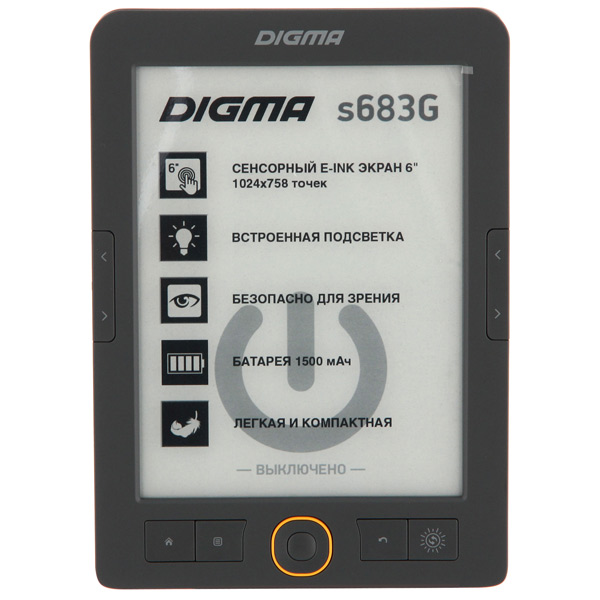 DIGMA
DIGMA s683G
6"
СЕНСОРНЫЙ E-INK ЭКРАН 6"
1024x758 точек
ВСТРОЕННАЯ ПОДСВЕТКА
БЕЗОПАСНО ДЛЯ ЗРЕНИЯ
БАТАРЕЯ 1500 мАч
ЛЕГКАЯ И КОМПАКТНАЯ
— ВЫКЛЮЧЕНО —